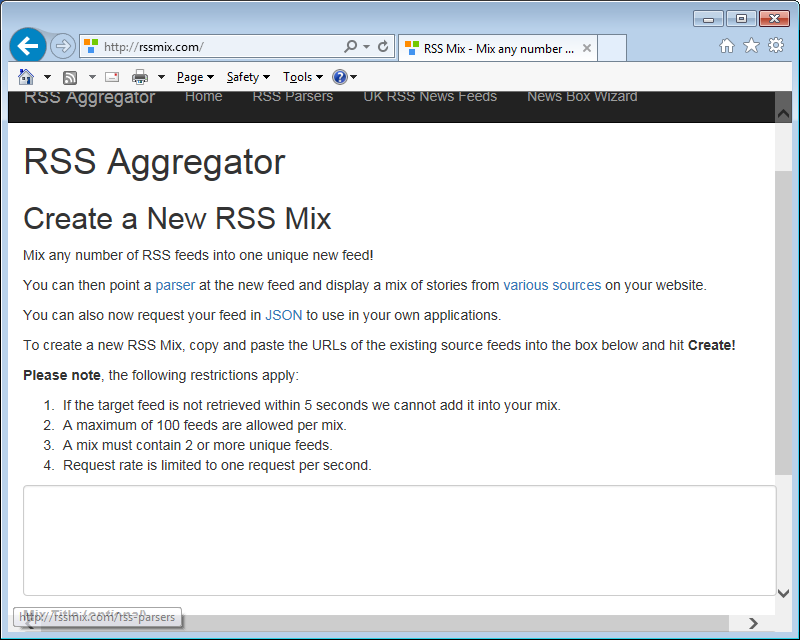 http://rssmix.com/
RSS Mix - Mix any number ...
Page Safety Tools
RSS Aggregator Home RSS Parsers UK RSS News Feeds News Box Wizard
RSS Aggregator
Create a New RSS Mix
Mix any number of RSS feeds into one unique new feed!
You can then point a parser at the new feed and display a mix of stories from various sources on your website.
You can also now request your feed in JSON to use in your own applications.
To create a new RSS Mix, copy and paste the URLs of the existing source feeds into the box below and hit Create!
Please note, the following restrictions apply:
1. If the target feed is not retrieved within 5 seconds we cannot add it into your mix.
2. A maximum of 100 feeds are allowed per mix.
3. A mix must contain 2 or more unique feeds.
4. Request rate is limited to one request per second.
Mix Title (optional)
http://rssmix.com/rss-parsers